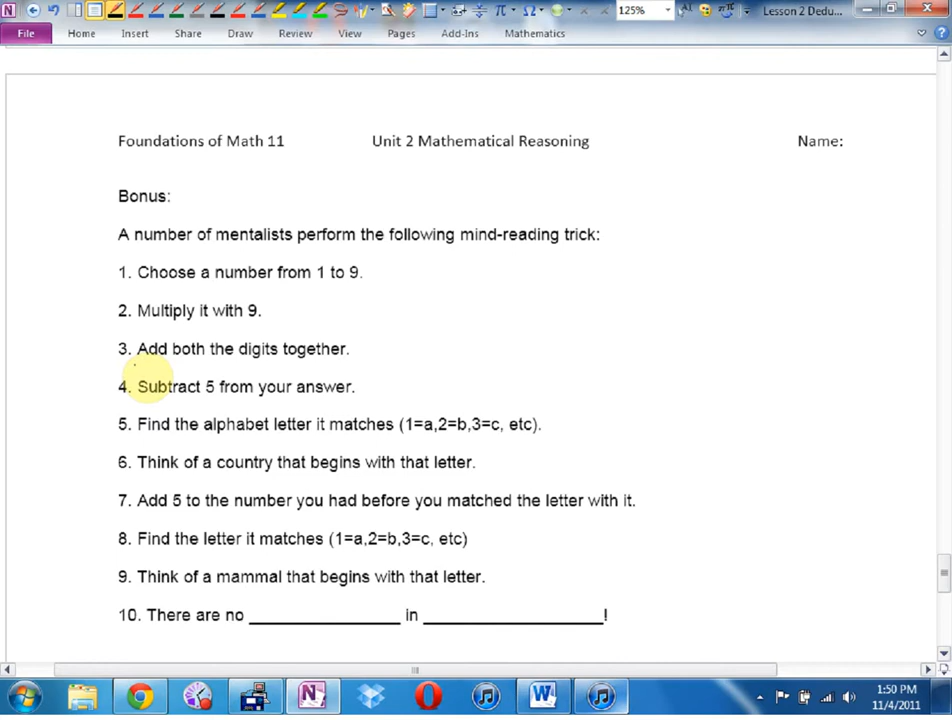 125%
Lesson 2 Dedu...
File Home Insert Share Draw Review View Pages Add-Ins Mathematics
Foundations of Math 11 Unit 2 Mathematical Reasoning Name:
Bonus:
A number of mentalists perform the following mind-reading trick:
1. Choose a number from 1 to 9.
2. Multiply it with 9.
3. Add both the digits together.
4. Subtract 5 from your answer.
5. Find the alphabet letter it matches (1=a,2=b,3=c, etc).
6. Think of a country that begins with that letter.
7. Add 5 to the number you had before you matched the letter with it.
8. Find the letter it matches (1=a,2=b,3=c, etc)
9. Think of a mammal that begins with that letter.
10. There are no _________________ in ____________________!
1:50 PM
11/4/2011